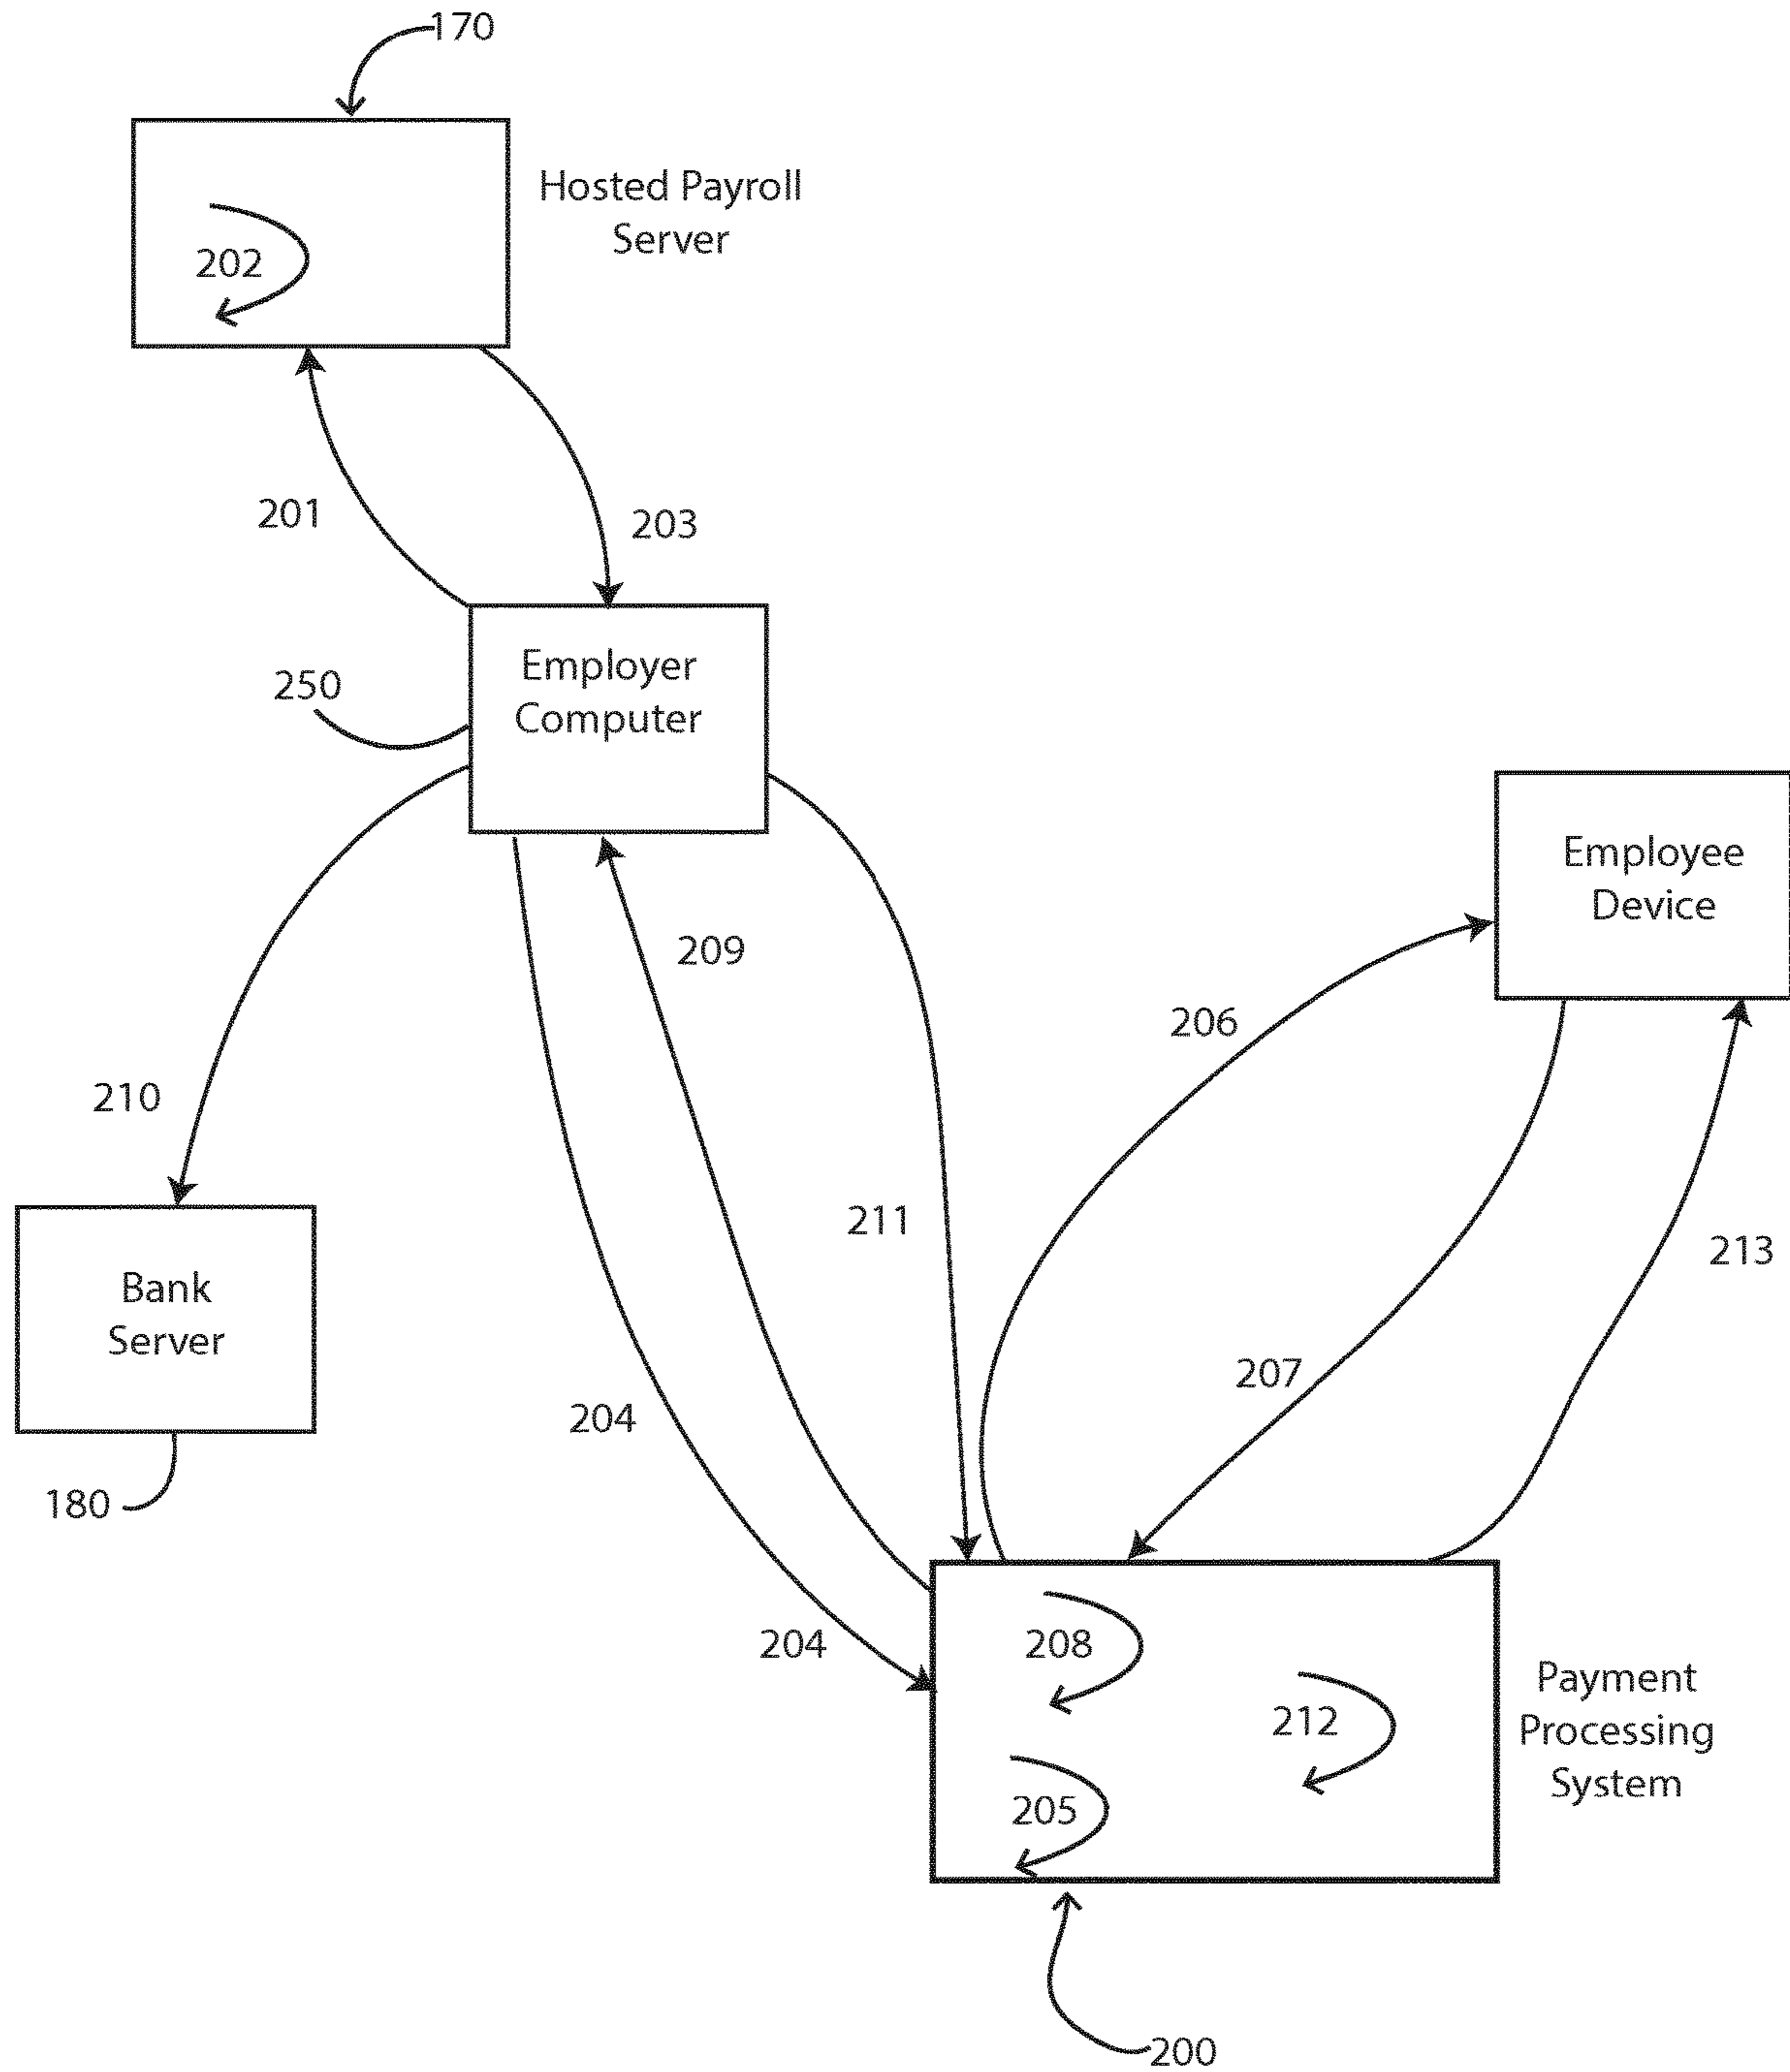 170
Hosted Payroll
Server
202
201
203
Employer
Computer
250
Employee
Device
209
206
210
211
213
Bank
Server
207
204
180
204
208
Payment
Processing
System
212
205
200